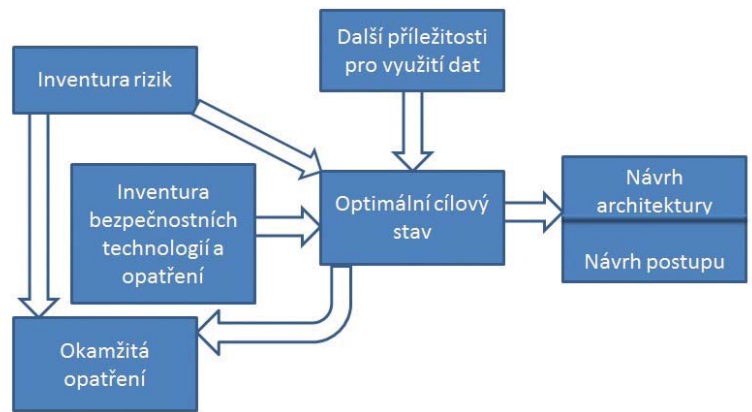 Další příležitosti
pro využití dat
Inventura rizik
Inventura
bezpečnostních
technologií a
opatření
Optimální cílový
stav
Návrh
architektury
Návrh postupu
Okamžitá
opatření